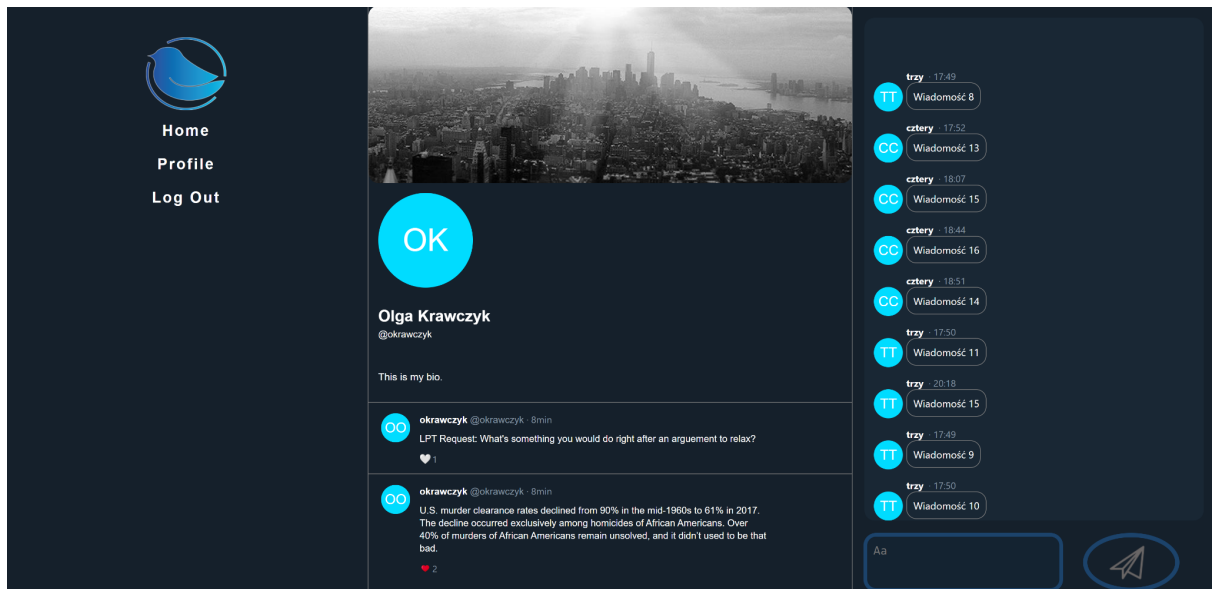 Home
Profile
Log Out
OK
Olga Krawczyk
@okrawczyk
This is my bio.
OO
okrawczyk @okrawczyk · 8min
LPT Request: What's something you would do right after an arguement to relax?
1
OO
okrawczyk @okrawczyk · 8min
U.S. murder clearance rates declined from 90% in the mid-1960s to 61% in 2017.
The decline occurred exclusively among homicides of African Americans. Over
40% of murders of African Americans remain unsolved, and it didn't used to be that
bad.
2
trzy · 17:49
TT Wiadomość 8
cztery · 17:52
CC Wiadomość 13
cztery · 18:07
CC Wiadomość 15
cztery · 18:44
CC Wiadomość 16
cztery · 18:51
CC Wiadomość 14
trzy · 17:50
TT Wiadomość 11
trzy · 20:18
TT Wiadomość 15
trzy · 17:49
TT Wiadomość 9
trzy · 17:50
TT Wiadomość 10
Aa